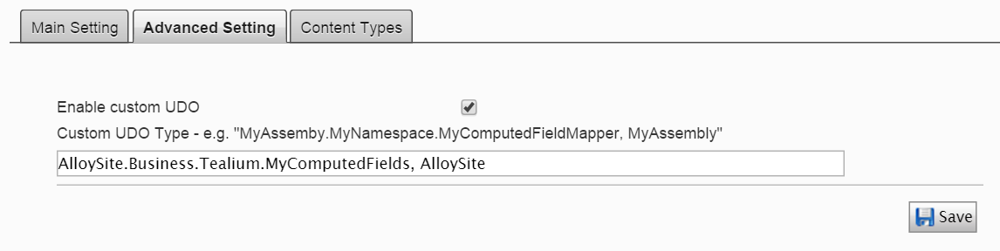 Main Setting Advanced Setting Content Types
Enable custom UDO
Custom UDO Type - e.g. "MyAssemby.MyNamespace.MyComputedFieldMapper, MyAssembly"
AlloySite.Business.Tealium.MyComputedFields, AlloySite
Save